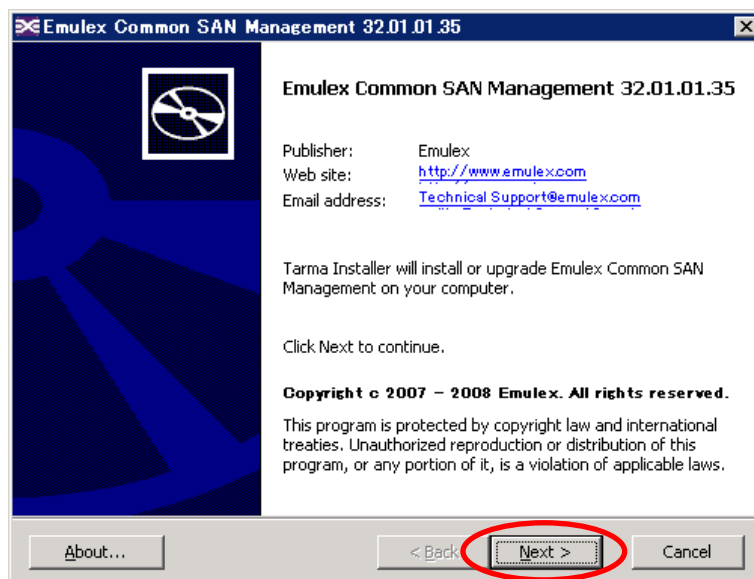 Emulex Common SAN Management 32.01.01.35
Emulex Common SAN Management 32.01.01.35
Publisher: Emulex
Web site: http://www.emulex.com
Email address: Technical Support@emulex.com
Tarma Installer will install or upgrade Emulex Common SAN
Management on your computer.
Click Next to continue.
Copyright c 2007 - 2008 Emulex. All rights reserved.
This program is protected by copyright law and international
treaties. Unauthorized reproduction or distribution of this
program, or any portion of it, is a violation of applicable laws.
About... < Back Next > Cancel